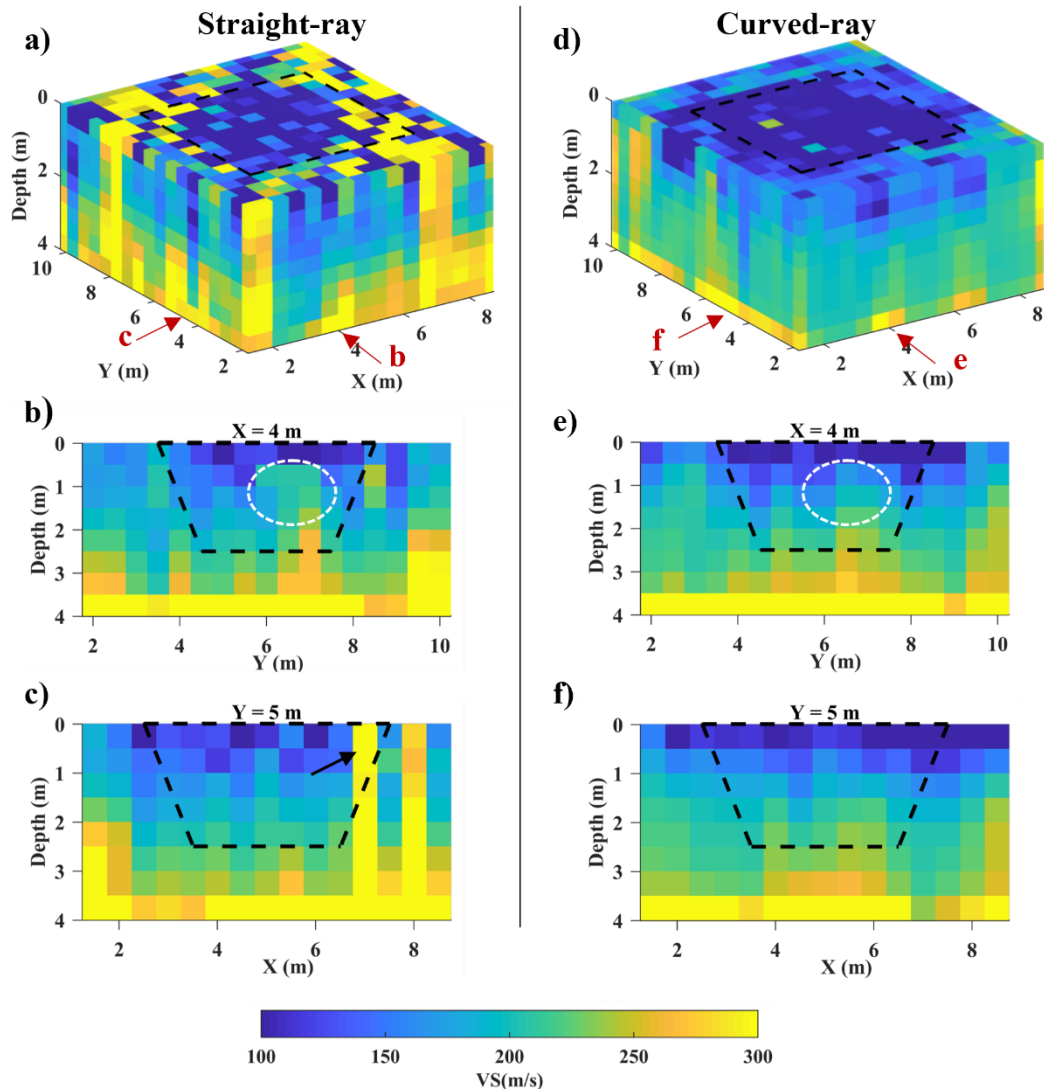 Straight-ray
Curved-ray
a)
0
2
4
Depth (m)
10
8
6
4
2
Y (m)
2
4
6
8
X (m)
c
b
d)
0
2
4
Depth (m)
10
8
6
4
2
Y (m)
2
4
6
8
X (m)
f
e
b)
X = 4 m
0
1
2
3
4
Depth (m)
2
4
6
8
10
Y (m)
e)
X = 4 m
0
1
2
3
4
Depth (m)
2
4
6
8
10
Y (m)
c)
Y = 5 m
0
1
2
3
4
Depth (m)
2
4
6
8
X (m)
f)
Y = 5 m
0
1
2
3
4
Depth (m)
2
4
6
8
X (m)
100
150
200
250
300
VS(m/s)